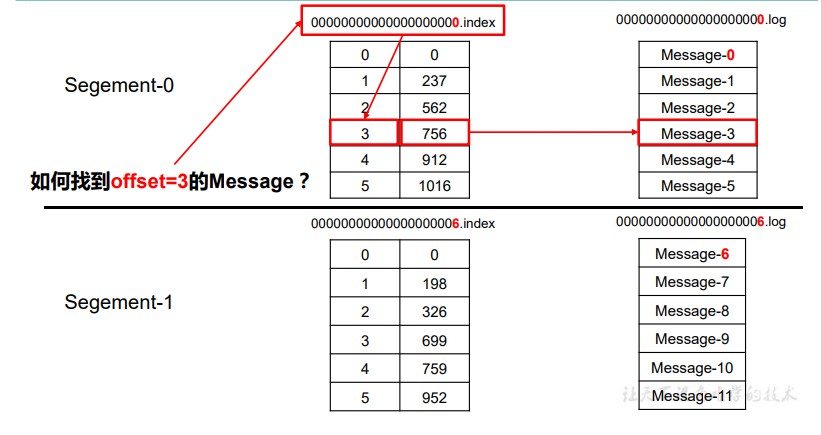 00000000000000000000.index
00000000000000000000.log
Segement-0
0 0
1 237
2 562
3 756
4 912
5 1016
Message-0
Message-1
Message-2
Message-3
Message-4
Message-5
如何找到offset=3的Message？
00000000000000000006.index
00000000000000000006.log
Segement-1
0 0
1 198
2 326
3 699
4 759
5 952
Message-6
Message-7
Message-8
Message-9
Message-10
Message-11